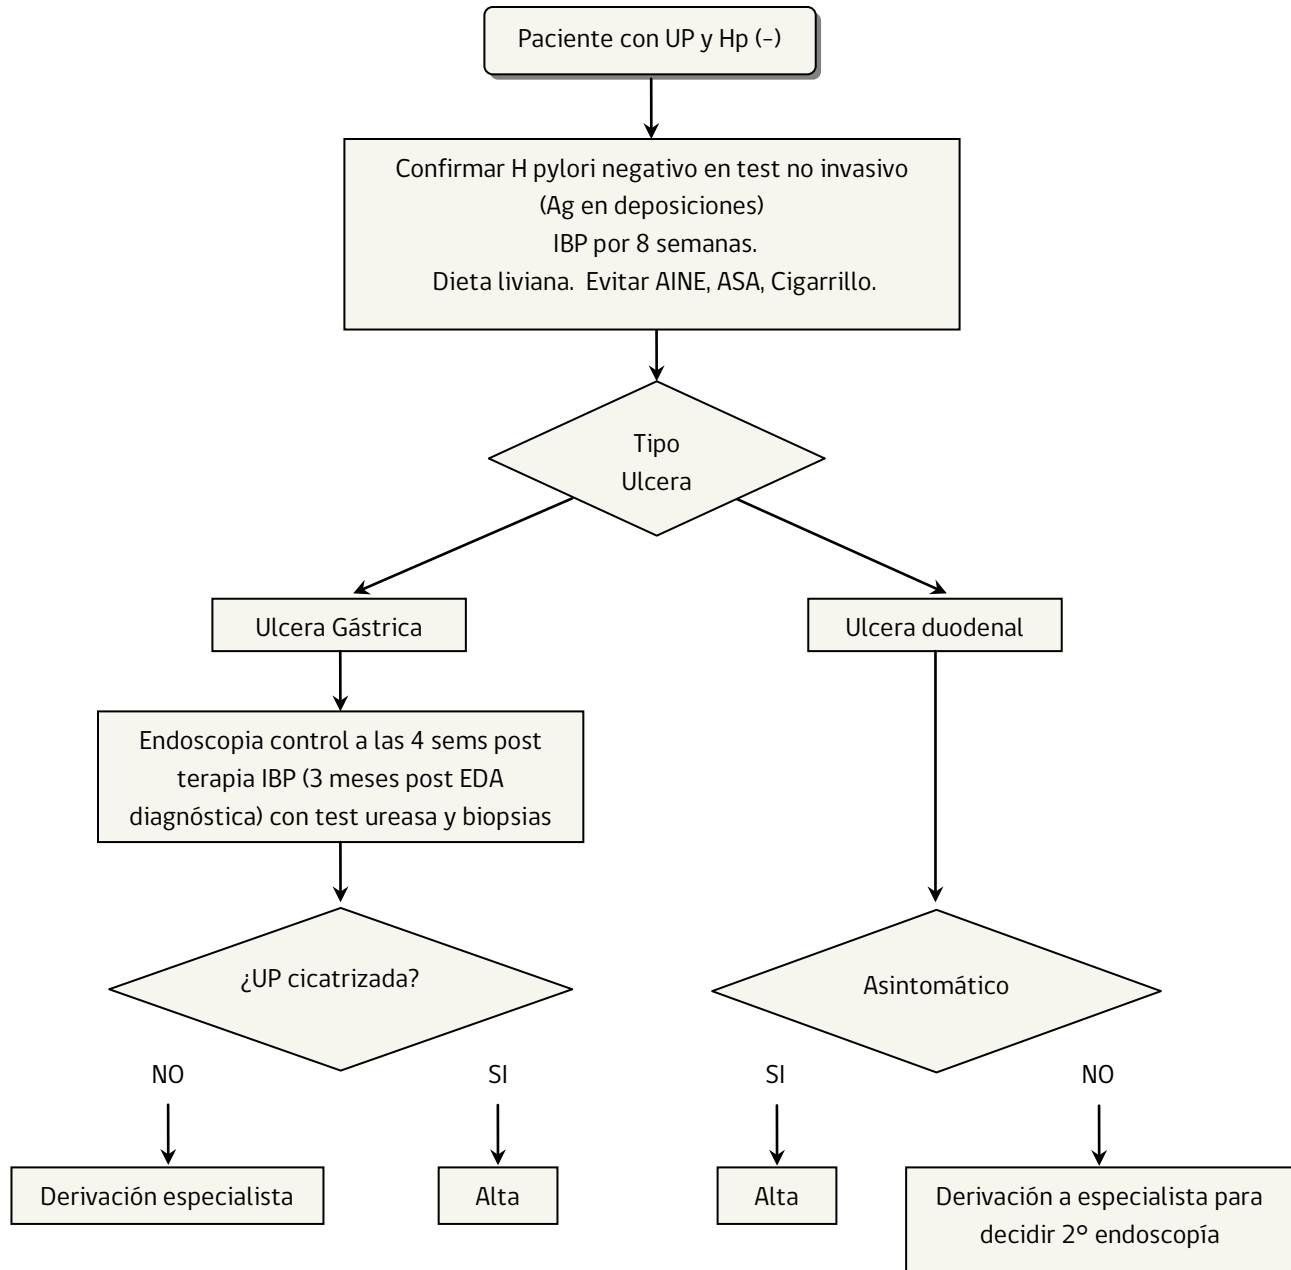 Paciente con UP y Hp (-)
Confirmar H pylori negativo en test no invasivo
(Ag en deposiciones)
IBP por 8 semanas.
Dieta liviana. Evitar AINE, ASA, Cigarrillo.
Tipo
Ulcera
Ulcera Gástrica
Ulcera duodenal
Endoscopia control a las 4 sems post
terapia IBP (3 meses post EDA
diagnóstica) con test ureasa y biopsias
¿UP cicatrizada?
Asintomático
NO
SI
SI
NO
Derivación especialista
Alta
Alta
Derivación a especialista para
decidir 2° endoscopía